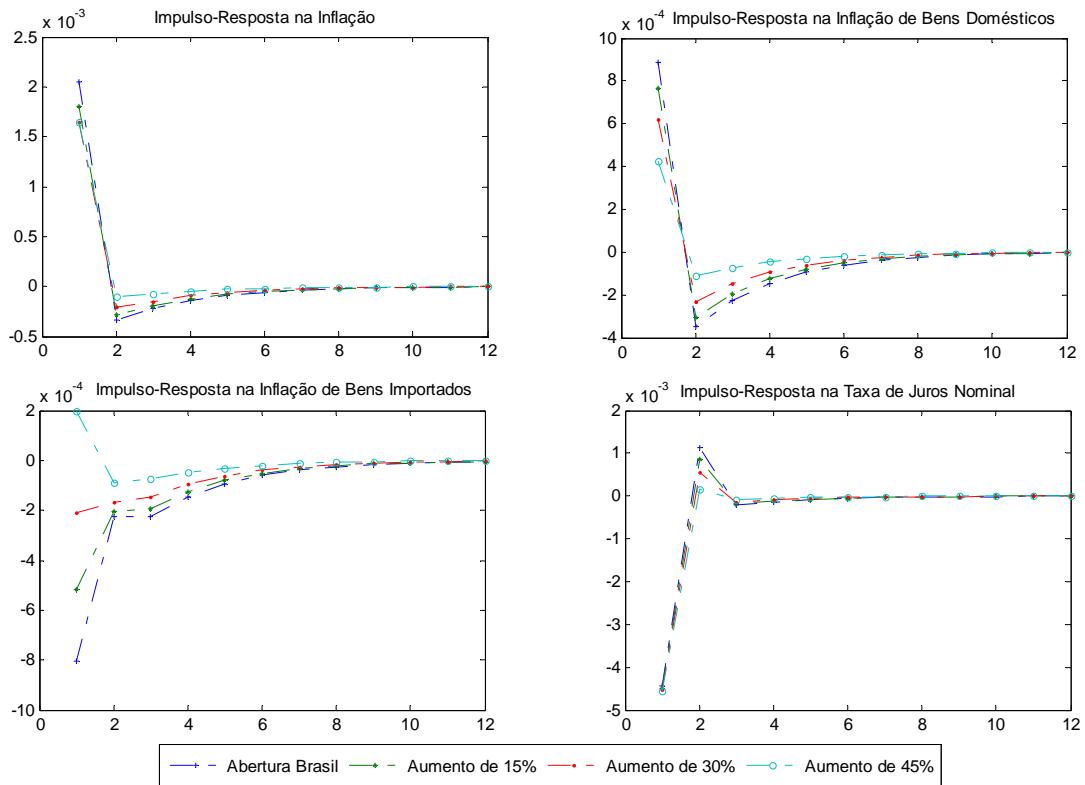 Impulso-Resposta na Inflação
x 10-3
2.5
2
1.5
1
0.5
0
-0.5
0 2 4 6 8 10 12
Impulso-Resposta na Inflação de Bens Domésticos
x 10-4
10
8
6
4
2
0
-2
-4
0 2 4 6 8 10 12
Impulso-Resposta na Inflação de Bens Importados
x 10-4
2
0
-2
-4
-6
-8
-10
0 2 4 6 8 10 12
Impulso-Resposta na Taxa de Juros Nominal
x 10-3
2
1
0
-1
-2
-3
-4
-5
0 2 4 6 8 10 12
Abertura Brasil Aumento de 15% Aumento de 30% Aumento de 45%